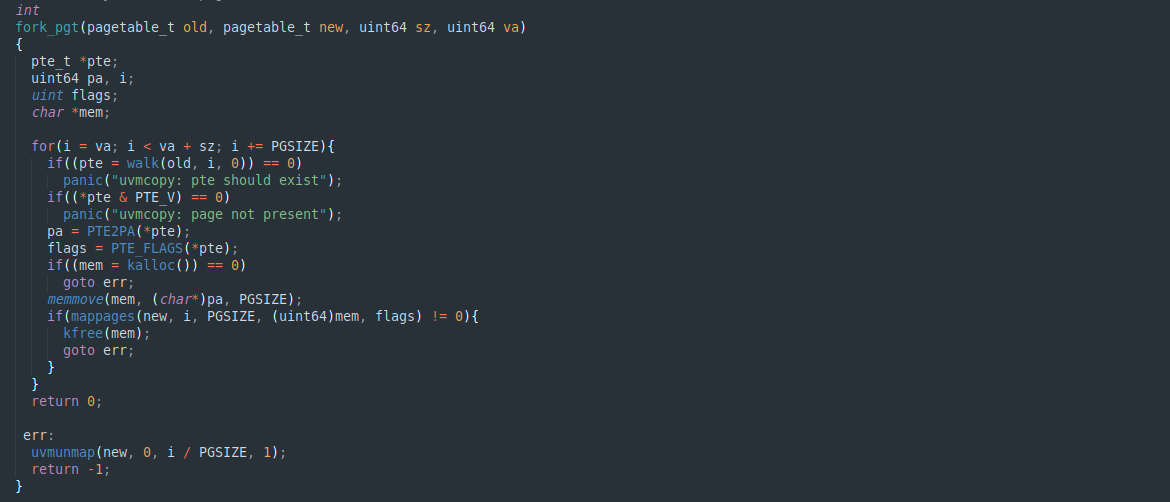 int
fork_pgt(pagetable_t old, pagetable_t new, uint64 sz, uint64 va)
{
  pte_t *pte;
  uint64 pa, i;
  uint flags;
  char *mem;

  for(i = va; i < va + sz; i += PGSIZE){
    if((pte = walk(old, i, 0)) == 0)
      panic("uvmcopy: pte should exist");
    if((*pte & PTE_V) == 0)
      panic("uvmcopy: page not present");
    pa = PTE2PA(*pte);
    flags = PTE_FLAGS(*pte);
    if((mem = kalloc()) == 0)
      goto err;
    memmove(mem, (char*)pa, PGSIZE);
    if(mappages(new, i, PGSIZE, (uint64)mem, flags) != 0){
      kfree(mem);
      goto err;
    }
  }
  return 0;

 err:
  uvmunmap(new, 0, i / PGSIZE, 1);
  return -1;
}